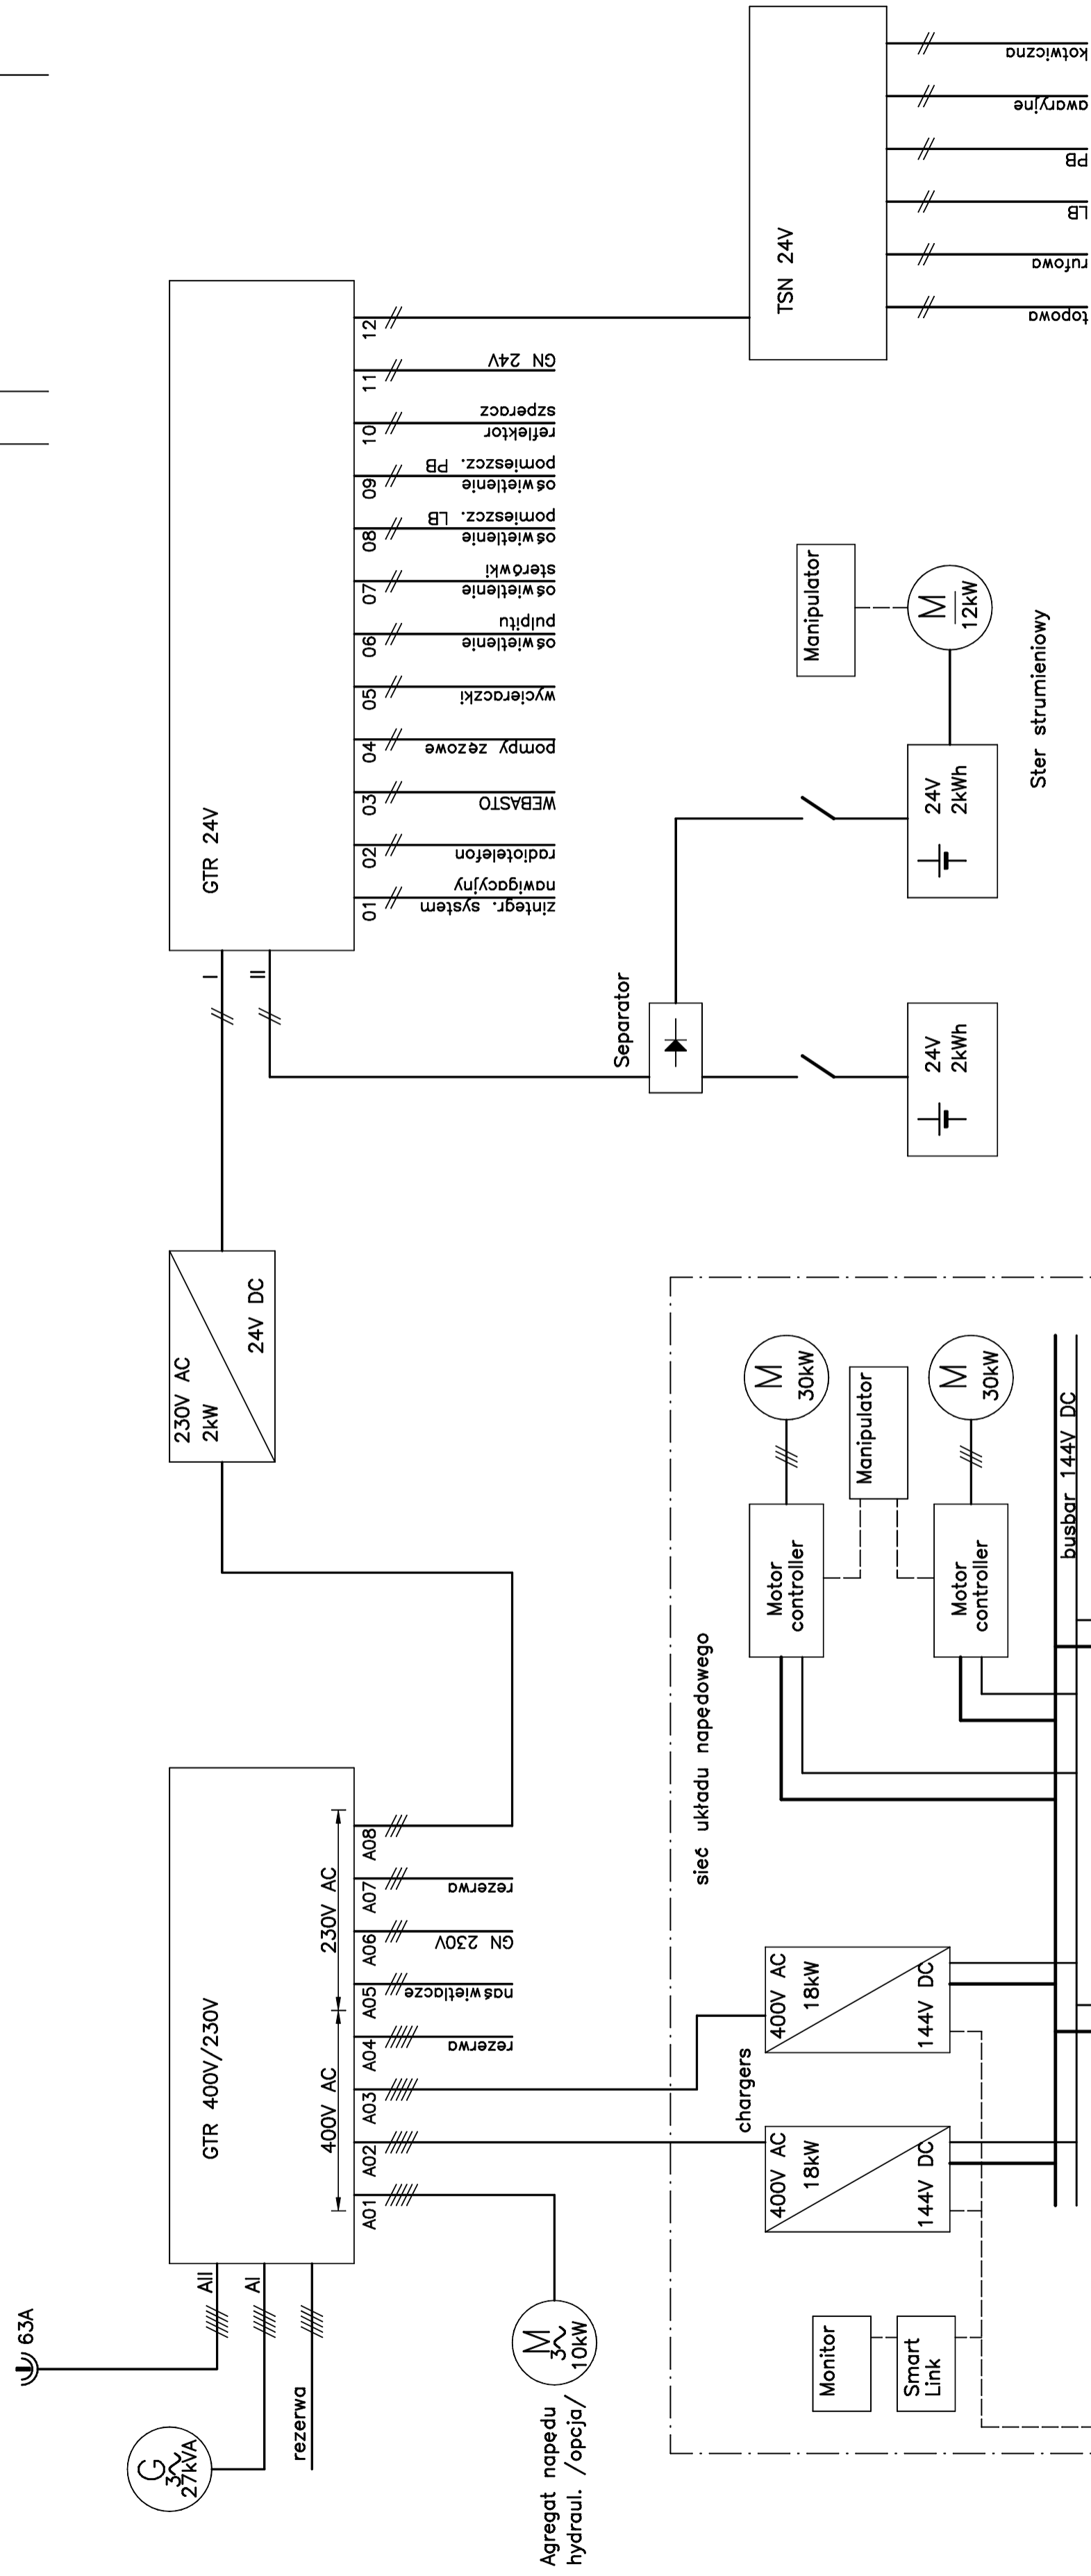 63A
G
3~
27kVA
rezerwa
AII
AI
GTR 400V/230V
400V AC
230V AC
A01
A02
A03
A04
A05
A06
A07
A08
rezerwa
naświetlacze
GN 230V
rezerwa
M
3~
10kW
Agregat napędu
hydraul. /opcja/
230V AC
2kW
24V DC
I
II
GTR 24V
01
02
03
04
05
06
07
08
09
10
11
12
zintegr. system
nawigacyjny
radiotelefon
WEBASTO
pompy zęzowe
wycieraczki
oświetlenie
pulpitu
oświetlenie
sterówki
oświetlenie
pomieszcz. LB
oświetlenie
pomieszcz. PB
reflektor
szperacz
GN 24V
TSN 24V
topowa
rufowa
LB
PB
awaryjne
kotwiczna
Separator
24V
2kWh
24V
2kWh
Manipulator
M
12kW
Ster strumieniowy
sieć układu napędowego
chargers
400V AC
18kW
144V DC
400V AC
18kW
144V DC
Monitor
Smart
Link
Motor
controller
M
30kW
Manipulator
Motor
controller
M
30kW
busbar 144V DC